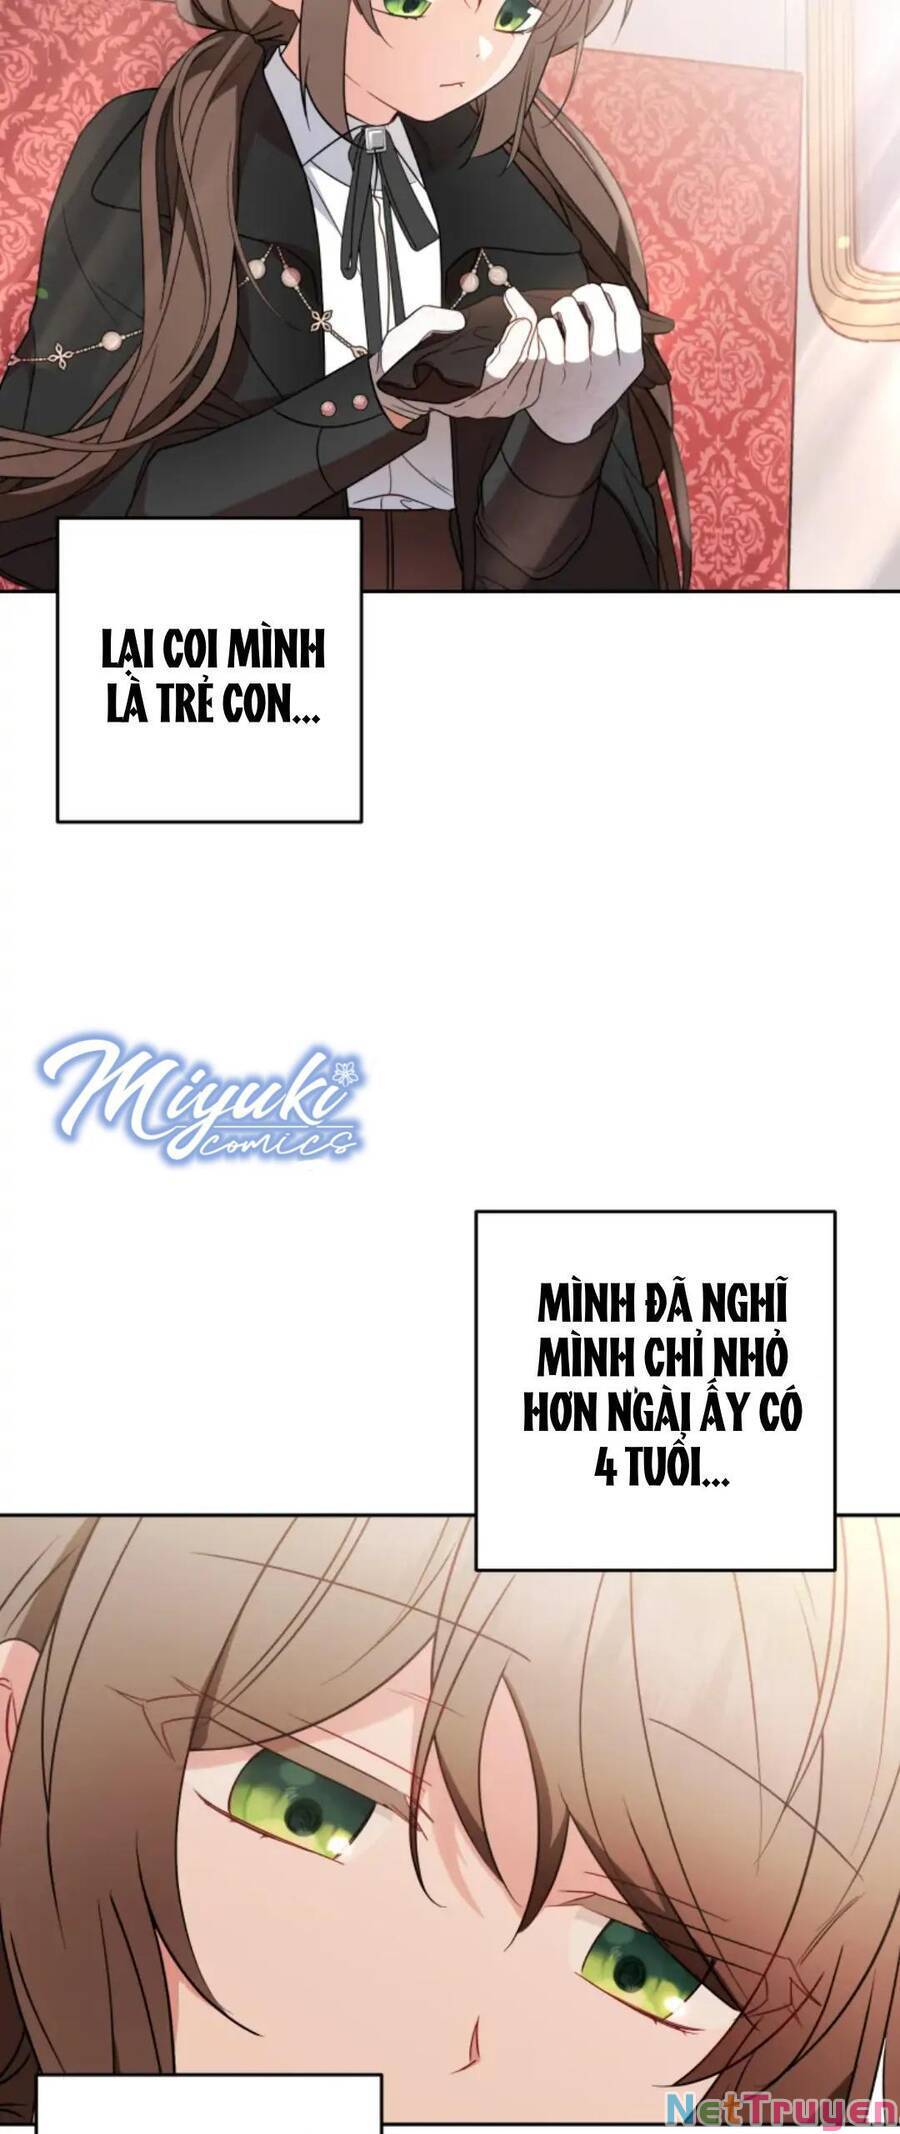 LẠI COI MÌNH
LÀ TRẺ CON...
Miyuki
comics
MÌNH ĐÃ NGHĨ
MÌNH CHỈ NHỎ
HƠN NGÀI ẤY CÓ
4 TUỔI...
NetTruyen